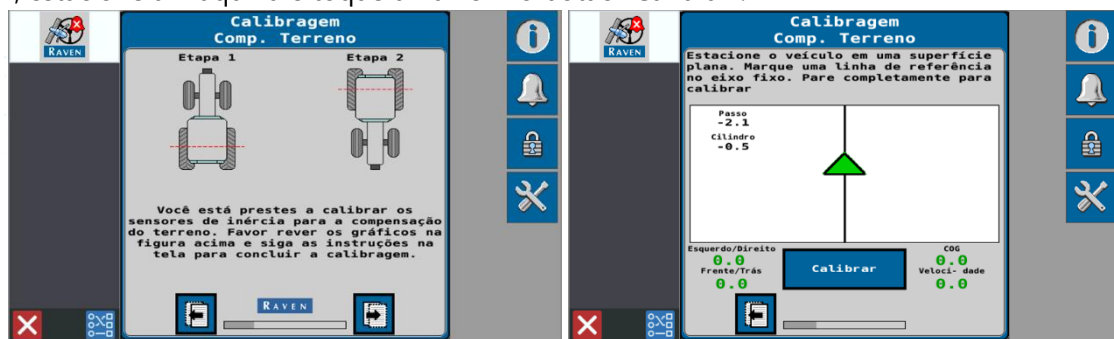 RAVEN
Calibragem
Comp. Terreno
Etapa 1
Etapa 2
Você está prestes a calibrar os
sensores de inércia para a compensação
do terreno. Favor rever os gráficos na
figura acima e siga as instruções na
tela para concluir a calibragem.
RAVEN
RAVEN
Calibragem
Comp. Terreno
Estacione o veículo em uma superfície
plana. Marque uma linha de referência
no eixo fixo. Pare completamente para
calibrar
Passo
-2.1
Cilindro
-0.5
Esquerdo/Direito
0.0
Frente/Trás
0.0
Calibrar
COG
0.0
Veloci- dade
0.0